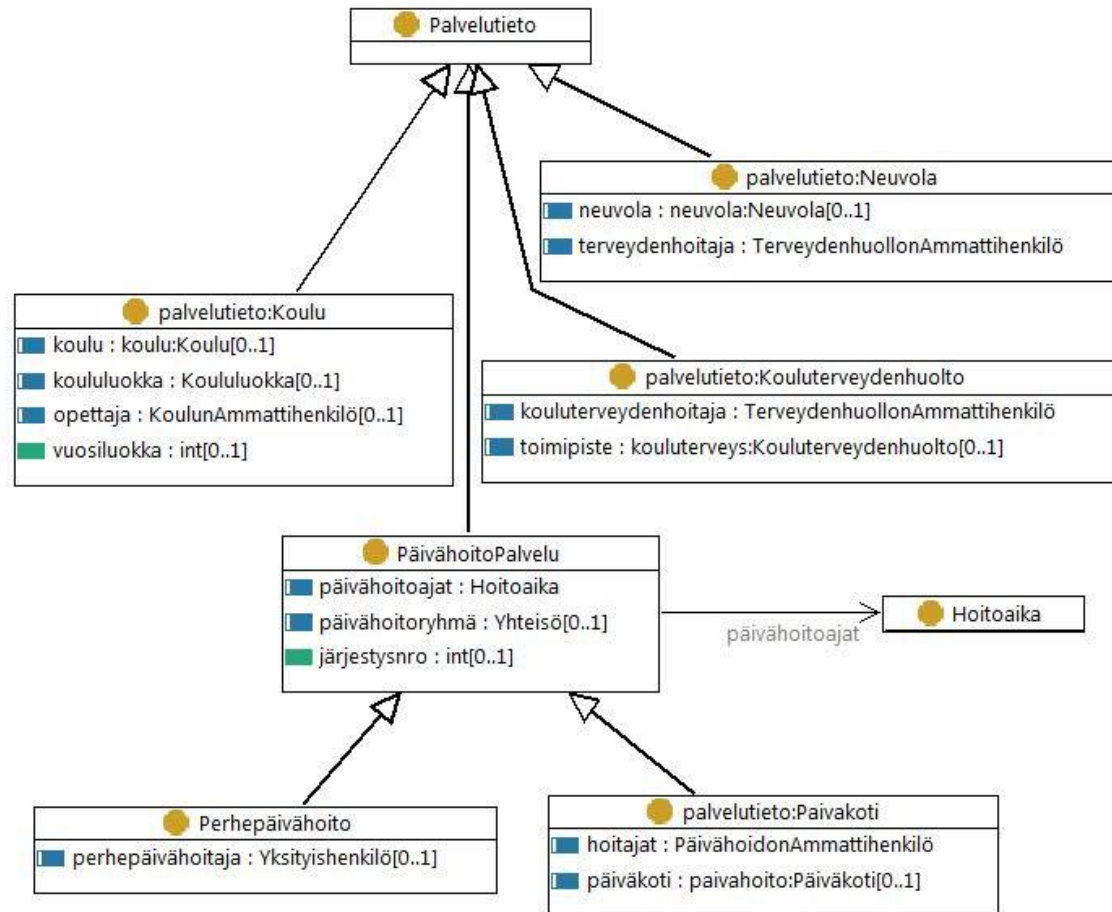 Palvelutieto
palvelutieto:Neuvola
neuvola : neuvola:Neuvola[0..1]
terveydenhoitaja : TerveydenhuollonAmmattihenkilö
palvelutieto:Koulu
koulu : koulu:Koulu[0..1]
koululuokka : Koululuokka[0..1]
opettaja : KoulunAmmattihenkilö[0..1]
vuosiluokka : int[0..1]
palvelutieto:Kouluterveydenhuolto
kouluterveydenhoitaja : TerveydenhuollonAmmattihenkilö
toimipiste : kouluterveys:Kouluterveydenhuolto[0..1]
PäivähoitoPalvelu
päivähoitoajat : Hoitoaika
päivähoitoryhmä : Yhteisö[0..1]
järjestysnro : int[0..1]
päivähoitoajat
Hoitoaika
Perhepäivähoito
perhepäivähoitaja : Yksityishenkilö[0..1]
palvelutieto:Paivakoti
hoitajat : PäivähoidonAmmattihenkilö
päiväkoti : paivahoito:Päiväkoti[0..1]